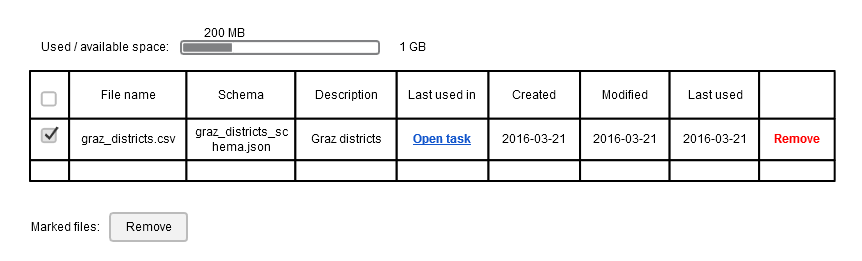 200 MB
Used / available space: 1 GB
File name Schema Description Last used in Created Modified Last used
graz_districts.csv graz_districts_sc Graz districts Open task 2016-03-21 2016-03-21 2016-03-21 Remove
hema.json
Marked files: Remove